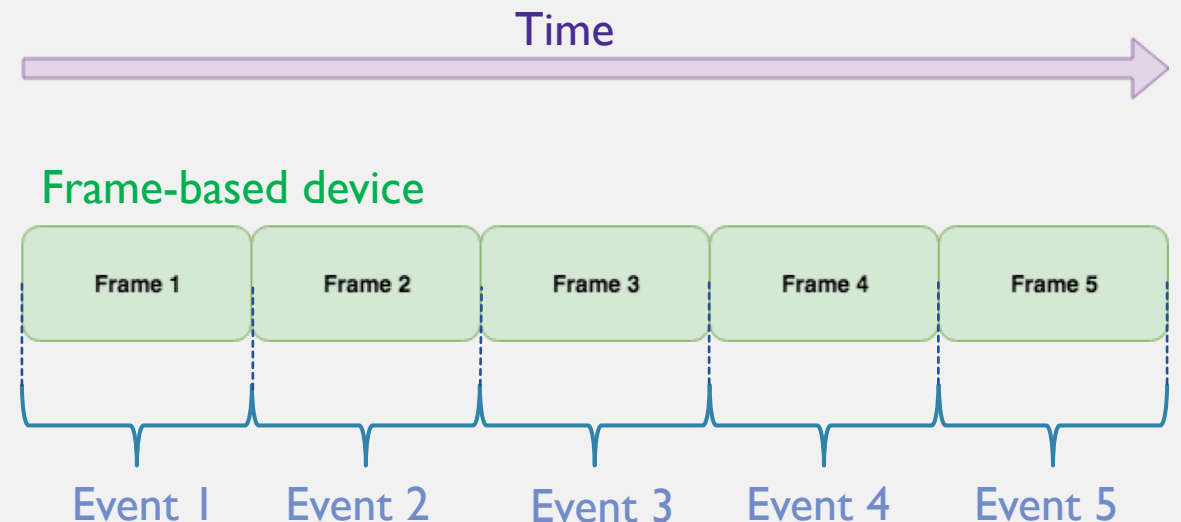 Time
Frame-based device
Frame 1 Frame 2 Frame 3 Frame 4 Frame 5
Event 1 Event 2 Event 3 Event 4 Event 5